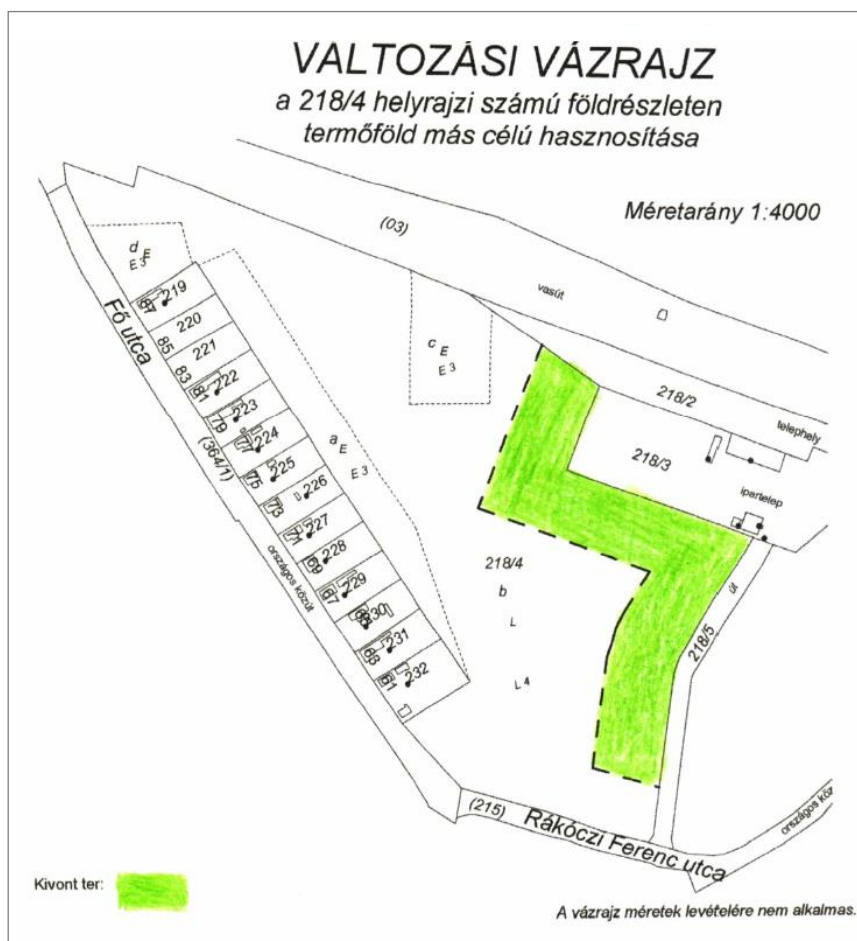 VALTOZÁSI VÁZRAJZ
a 218/4 helyrajzi számú földrészleten
termőföld más célú hasznosítása
Méretarány 1:4000
(03)
vasút
d E
E 3
87 219
220
85
221
83
81 222
79 223
77 224
75 225
73 226
71 227
69 228
67 229
65 230
63 231
61 232
Fő utca
(364/1)
országos közút
a E
E 3
c E
E 3
218/2
telephely
218/3
ipartelep
218/4
b
L
L 4
út
218/5
(215)
Rákóczi Ferenc utca
országos köz
Kivont ter:
A vázrajz méretek levételére nem alkalmas.